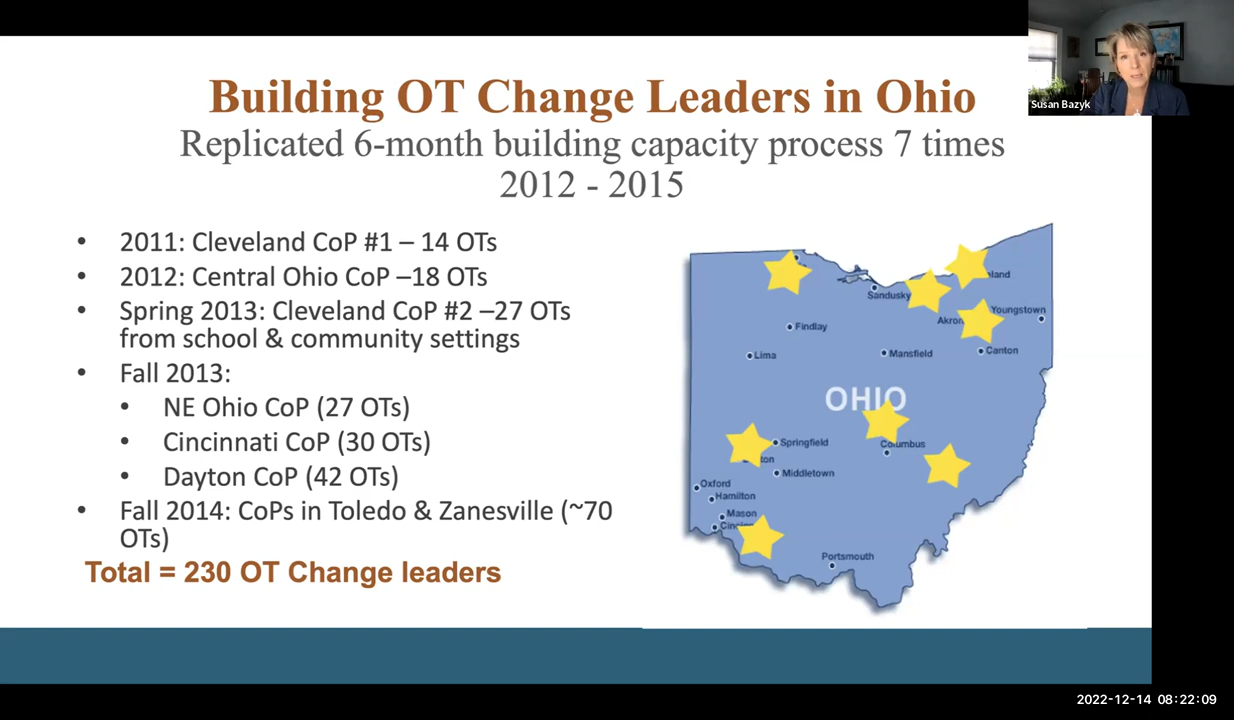 Building OT Change Leaders in Ohio
Replicated 6-month building capacity process 7 times
2012 - 2015
Susan Bazyk
• 2011: Cleveland CoP #1 – 14 OTs
• 2012: Central Ohio CoP –18 OTs
• Spring 2013: Cleveland CoP #2 –27 OTs
from school & community settings
• Fall 2013:
• NE Ohio CoP (27 OTs)
• Cincinnati CoP (30 OTs)
• Dayton CoP (42 OTs)
• Fall 2014: CoPs in Toledo & Zanesville (~70
OTs)
Total = 230 OT Change leaders
land
Sandusky
Youngstown
Akron
Findlay
Canton
Lima
Mansfield
OHIO
Springfield
Columbus
ton
Middletown
Oxford
Hamilton
Mason
Cincin
Portsmouth
2022-12-14 08:22:09